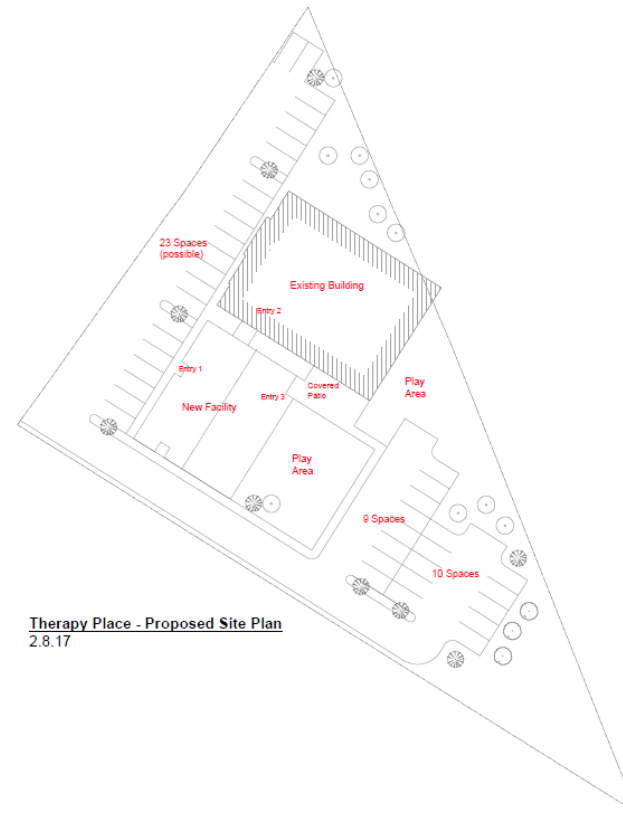 23 Spaces
(possible)
Existing Building
Entry 2
Entry 1
Covered
Patio
Play
Area
Entry 3
New Facility
Play
Area
9 Spaces
10 Spaces
Therapy Place - Proposed Site Plan
2.8.17